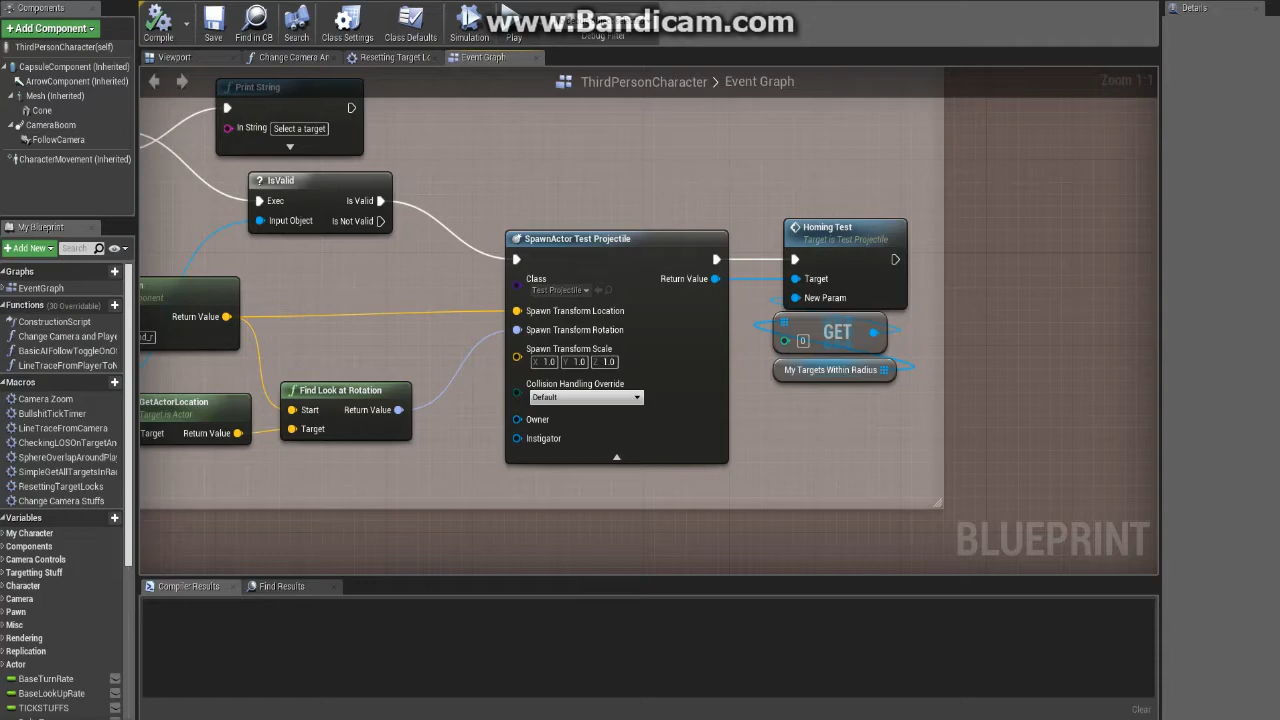 Components
Details
www.Bandicam.com
+ Add Component
Compile
Save
Find in CB
Search
Class Settings
Class Defaults
Simulation
Play
Debug Filter
ThirdPersonCharacter(self)
Viewport
Change Camera An
Resetting Target Lo
Event Graph
CapsuleComponent (Inherited)
ArrowComponent (Inherited)
Mesh (Inherited)
Cone
CameraBoom
FollowCamera
CharacterMovement (Inherited)
ThirdPersonCharacter > Event Graph
Zoom 1:1
Print String
In String
Select a target
? IsValid
Exec
Is Valid
Input Object
Is Not Valid
SpawnActor Test Projectile
Class
Test Projectile
Return Value
Spawn Transform Location
Spawn Transform Rotation
Spawn Transform Scale
X 1.0 Y 1.0 Z 1.0
Collision Handling Override
Default
Owner
Instigator
Homing Test
Target is Test Projectile
Target
New Param
GET
0
My Targets Within Radius
Return Value
Find Look at Rotation
Start
Return Value
Target
GetActorLocation
Target is Actor
Target
Return Value
BLUEPRINT
My Blueprint
+ Add New
Search
Graphs
EventGraph
Functions (30 Overridable)
ConstructionScript
Change Camera and Playe
BasicAIFollowToggleOnO
LineTraceFromPlayerToN
Macros
Camera Zoom
BullshitTickTimer
LineTraceFromCamera
CheckingLOSOnTargetAn
SphereOverlapAroundPla
SimpleGetAllTargetsInRa
ResettingTargetLocks
Change Camera Stuffs
Variables
My Character
Components
Camera Controls
Targetting Stuff
Character
Camera
Pawn
Misc
Rendering
Replication
Actor
BaseTurnRate
BaseLookUpRate
TICKSTUFFS
Compiler Results
Find Results
Clear